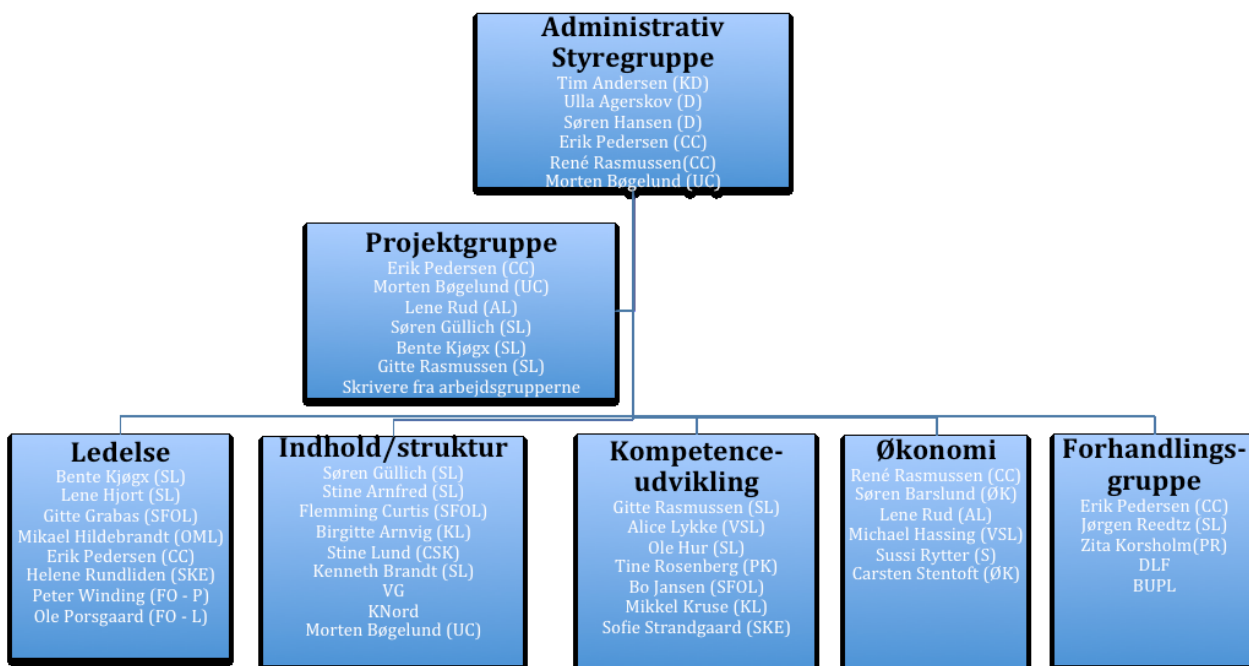 Administrativ
Styregruppe
Tim Andersen (KD)
Ulla Agerskov (D)
Søren Hansen (D)
Erik Pedersen (CC)
René Rasmussen(CC)
Morten Bøgelund (UC)
Projektgruppe
Erik Pedersen (CC)
Morten Bøgelund (UC)
Lene Rud (AL)
Søren Güllich (SL)
Bente Kjøgx (SL)
Gitte Rasmussen (SL)
Skrivere fra arbejdsgrupperne
Ledelse
Bente Kjøgx (SL)
Lene Hjort (SL)
Gitte Grabas (SFOL)
Mikael Hildebrandt (OML)
Erik Pedersen (CC)
Helene Rundliden (SKE)
Peter Winding (FO - P)
Ole Porsgaard (FO - L)
Indhold/struktur
Søren Güllich (SL)
Stine Arnfred (SL)
Flemming Curtis (SFOL)
Birgitte Arnvig (KL)
Stine Lund (CSK)
Kenneth Brandt (SL)
VG
KNord
Morten Bøgelund (UC)
Kompetence-
udvikling
Gitte Rasmussen (SL)
Alice Lykke (VSL)
Ole Hur (SL)
Tine Rosenberg (PK)
Bo Jansen (SFOL)
Mikkel Kruse (KL)
Sofie Strandgaard (SKE)
Økonomi
René Rasmussen (CC)
Søren Barslund (ØK)
Lene Rud (AL)
Michael Hassing (VSL)
Sussi Rytter (S)
Carsten Stentoft (ØK)
Forhandlings-
gruppe
Erik Pedersen (CC)
Jørgen Reedtz (SL)
Zita Korsholm(PR)
DLF
BUPL